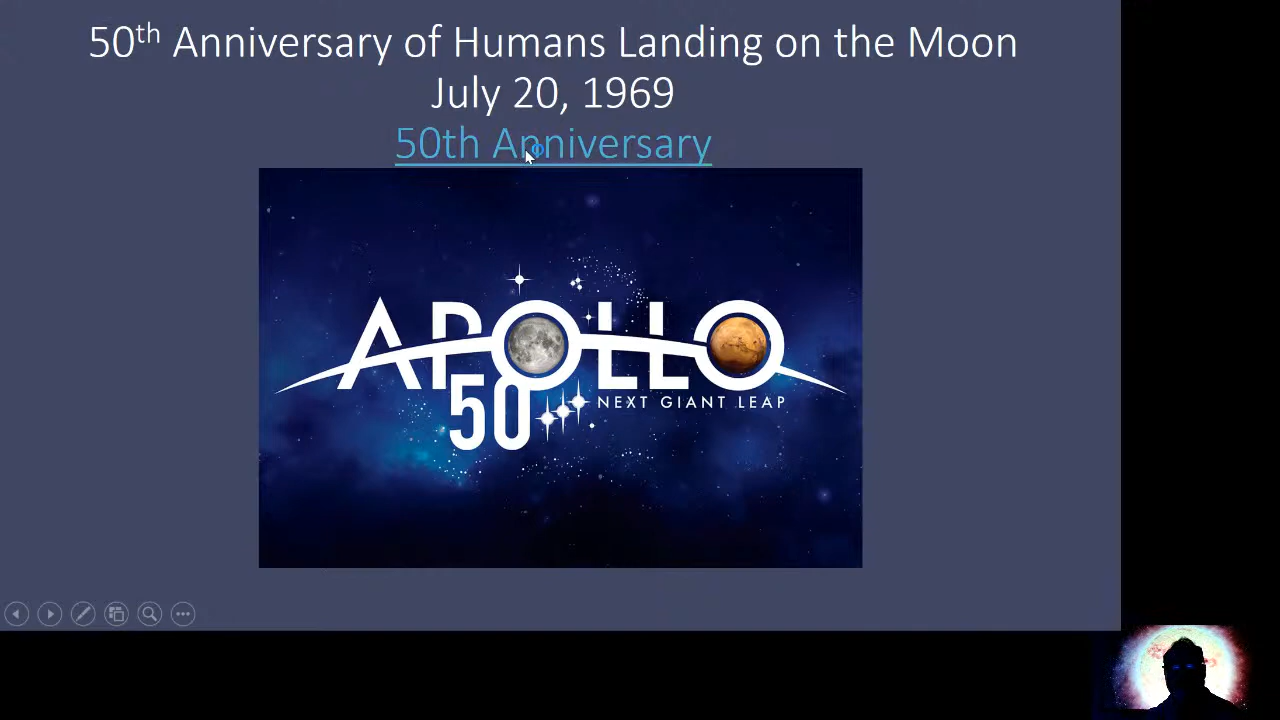 50th Anniversary of Humans Landing on the Moon
July 20, 1969
50th Anniversary
APOLLO
50
NEXT GIANT LEAP